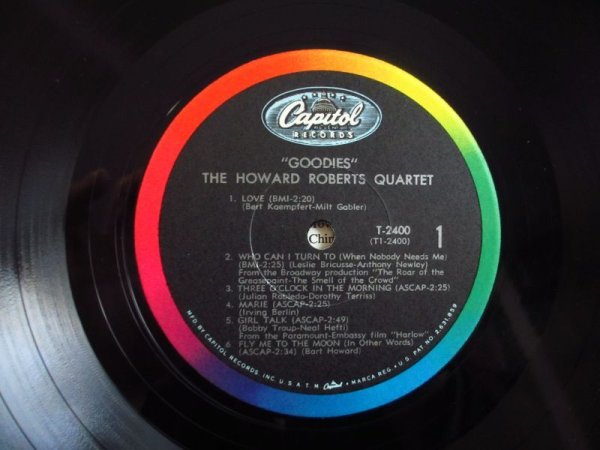 Capitol
RECORDS
"GOODIES"
THE HOWARD ROBERTS QUARTET
1. LOVE (BMI-2:20)
(Bert Kaempfert-Milt Gabler)
T-2400
(T1-2400)
1
Chin
2. WHO CAN I TURN TO (When Nobody Needs Me)
(BMI-2:25) (Leslie Bricusse-Anthony Newley)
From the Broadway production "The Roar of the
Greasepaint-The Smell of the Crowd"
3. THREE O'CLOCK IN THE MORNING (ASCAP-2:25)
(Julian Robledo-Dorothy Terriss)
4. MARIE (ASCAP-2:25)
(Irving Berlin)
5. GIRL TALK (ASCAP-2:49)
(Bobby Troup-Neal Hefti)
From the Paramount-Embassy film "Harlow"
6. FLY ME TO THE MOON (In Other Words)
(ASCAP-2:34) (Bart Howard)
MFD. BY CAPITOL RECORDS, INC. U.S.A. T.M. Capitol MARCA REG. • U.S. PAT. NO. 2,631,859